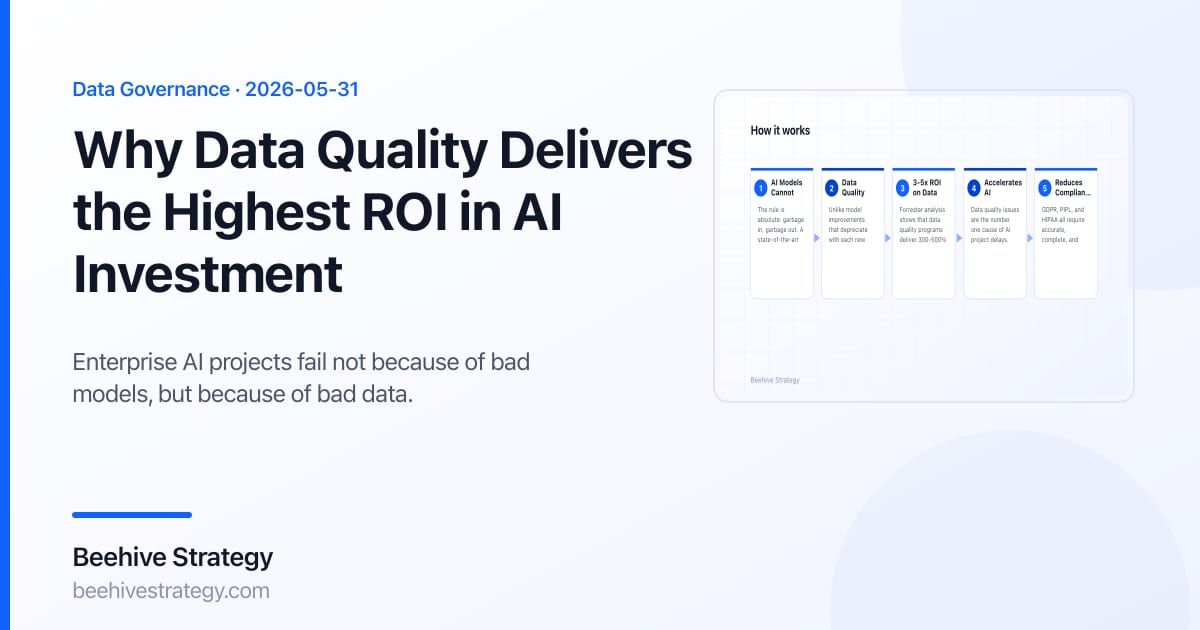 Data Governance · 2026-05-31
Why Data Quality Delivers
the Highest ROI in AI
Investment
Enterprise AI projects fail not because of bad
models, but because of bad data.
Beehive Strategy
beehivestrategy.com
How it works
1
AI Models
Cannot
The rule is
absolute: garbage
in, garbage out. A
state-of-the-art
2
Data
Quality
Unlike model
improvements
that depreciate
with each new
3
3-5x ROI
on Data
Forrester analysis
shows that data
quality programs
deliver 300-500%
4
Accelerates
AI
Data quality issues
are the number
one cause of AI
project delays.
5
Reduces
Complian...
GDPR, PIPL, and
HIPAA all require
accurate,
complete, and
Beehive Strategy